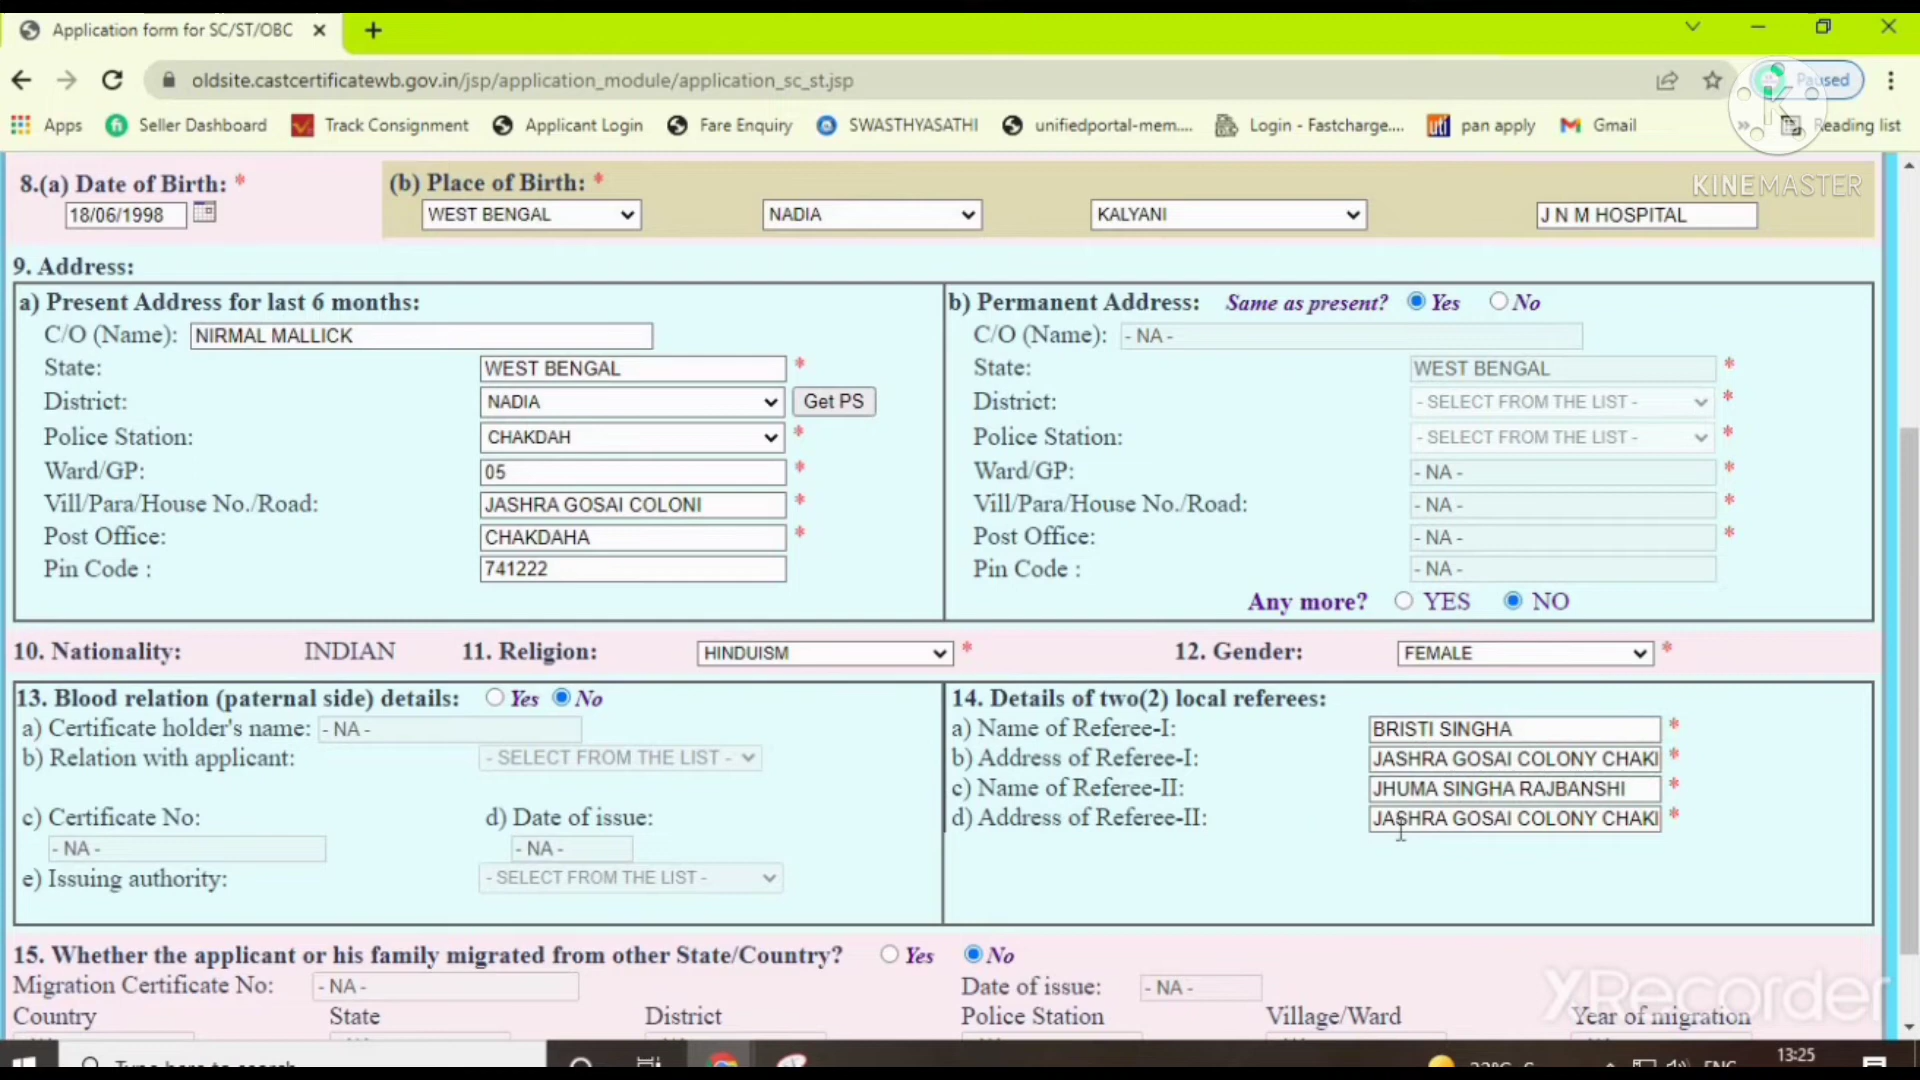 Application form for SC/ST/OBC
oldsite.castcertificatewb.gov.in/jsp/application_module/application_sc_st.jsp
Paused
Apps Seller Dashboard Track Consignment Applicant Login Fare Enquiry SWASTHYASATHI unifiedportal-mem.... Login - Fastcharge.... uti pan apply Gmail » Reading list
K
KINEMASTER
8.(a) Date of Birth: * (b) Place of Birth: *
18/06/1998 WEST BENGAL NADIA KALYANI J N M HOSPITAL
9. Address:
a) Present Address for last 6 months: b) Permanent Address: Same as present? Yes No
C/O (Name): NIRMAL MALLICK C/O (Name): - NA -
State: WEST BENGAL * State: WEST BENGAL *
District: NADIA Get PS District: - SELECT FROM THE LIST - *
Police Station: CHAKDAH * Police Station: - SELECT FROM THE LIST - *
Ward/GP: 05 * Ward/GP: - NA - *
Vill/Para/House No./Road: JASHRA GOSAI COLONI * Vill/Para/House No./Road: - NA - *
Post Office: CHAKDAHA * Post Office: - NA - *
Pin Code : 741222 Pin Code : - NA -
Any more? YES NO
10. Nationality: INDIAN 11. Religion: HINDUISM * 12. Gender: FEMALE *
13. Blood relation (paternal side) details: Yes No 14. Details of two(2) local referees:
a) Certificate holder's name: - NA - a) Name of Referee-I: BRISTI SINGHA *
b) Relation with applicant: - SELECT FROM THE LIST - b) Address of Referee-I: JASHRA GOSAI COLONY CHAK *
c) Name of Referee-II: JHUMA SINGHA RAJBANSHI *
c) Certificate No: d) Date of issue: d) Address of Referee-II: JASHRA GOSAI COLONY CHAK *
- NA - - NA -
e) Issuing authority: - SELECT FROM THE LIST -
15. Whether the applicant or his family migrated from other State/Country? Yes No
Migration Certificate No: - NA - Date of issue: - NA -
XRecorder
Country State District Police Station Village/Ward Year of migration
13:25